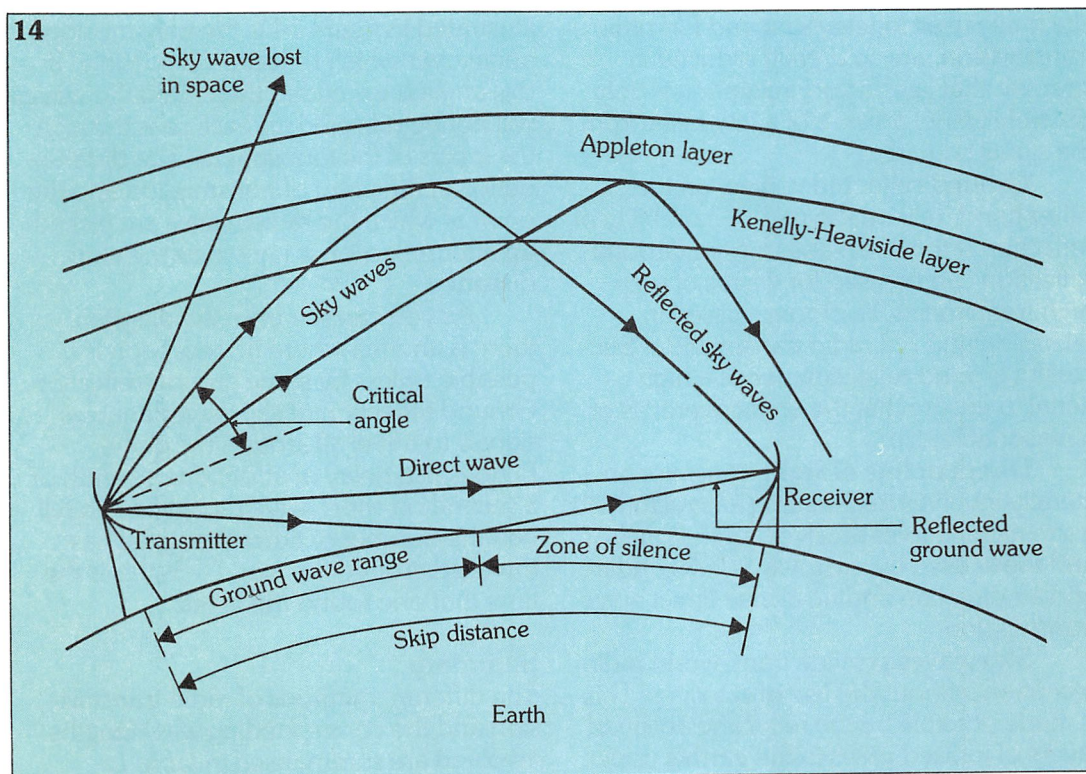 14
Sky wave lost
in space
Appleton layer
Kenelly-Heaviside layer
Sky waves
Reflected sky waves
Critical
angle
Direct wave
Receiver
Transmitter
Reflected
ground wave
Ground wave range
Zone of silence
Skip distance
Earth